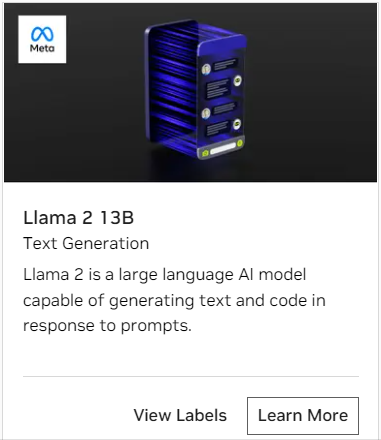 Meta
Llama 2 13B
Text Generation
Llama 2 is a large language AI model
capable of generating text and code in
response to prompts.
View Labels
Learn More